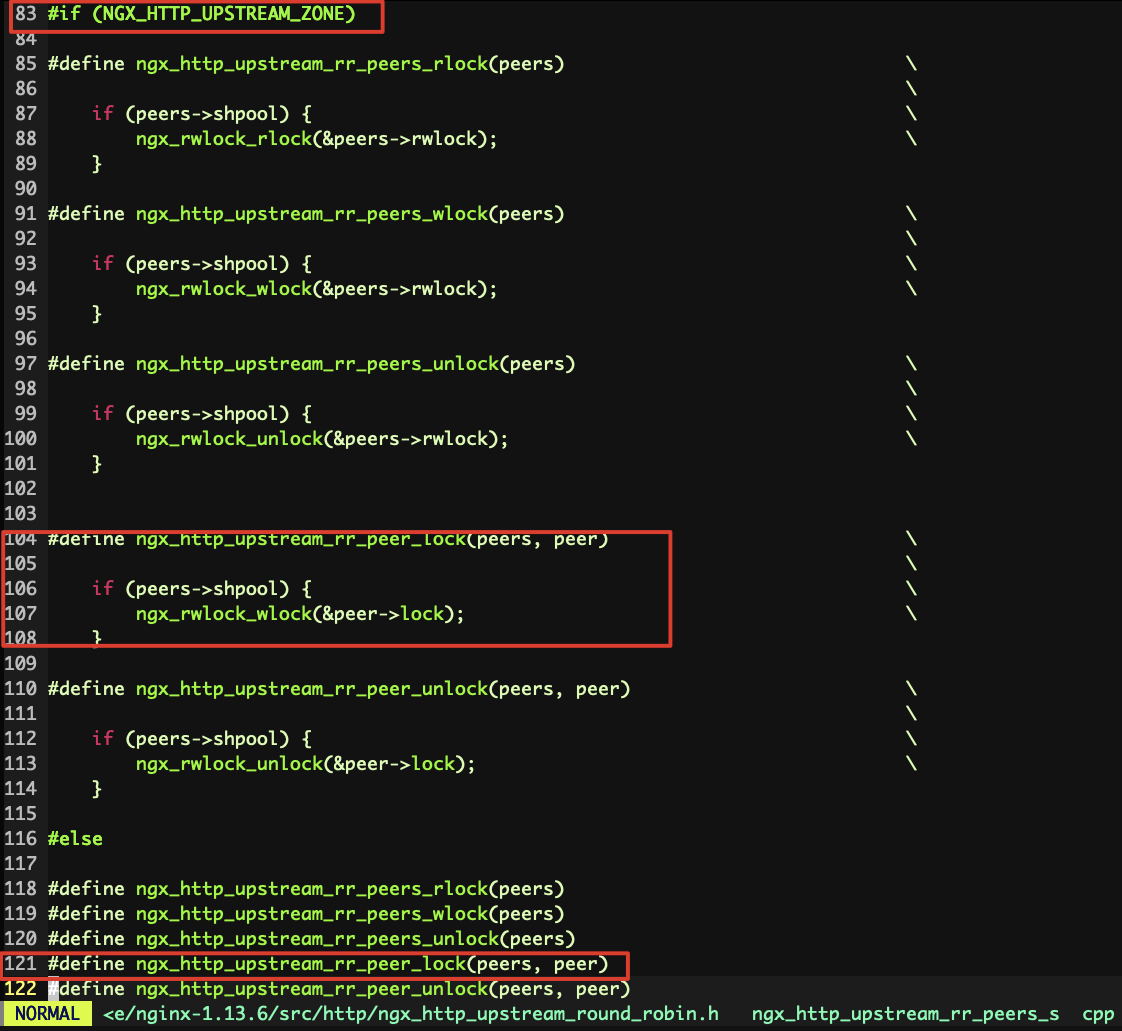 83 #if (NGX_HTTP_UPSTREAM_ZONE)
84
85 #define ngx_http_upstream_rr_peers_rlock(peers) \
86 \
87 if (peers->shpool) { \
88 ngx_rwlock_rlock(&peers->rwlock); \
89 }
90
91 #define ngx_http_upstream_rr_peers_wlock(peers) \
92 \
93 if (peers->shpool) { \
94 ngx_rwlock_wlock(&peers->rwlock); \
95 }
96
97 #define ngx_http_upstream_rr_peers_unlock(peers) \
98 \
99 if (peers->shpool) { \
100 ngx_rwlock_unlock(&peers->rwlock); \
101 }
102
103
104 #define ngx_http_upstream_rr_peer_lock(peers, peer) \
105 \
106 if (peers->shpool) { \
107 ngx_rwlock_wlock(&peer->lock); \
108 }
109
110 #define ngx_http_upstream_rr_peer_unlock(peers, peer) \
111 \
112 if (peers->shpool) { \
113 ngx_rwlock_unlock(&peer->lock); \
114 }
115
116 #else
117
118 #define ngx_http_upstream_rr_peers_rlock(peers)
119 #define ngx_http_upstream_rr_peers_wlock(peers)
120 #define ngx_http_upstream_rr_peers_unlock(peers)
121 #define ngx_http_upstream_rr_peer_lock(peers, peer)
122 #define ngx_http_upstream_rr_peer_unlock(peers, peer)
NORMAL <e/nginx-1.13.6/src/http/ngx_http_upstream_round_robin.h ngx_http_upstream_rr_peers_s cpp